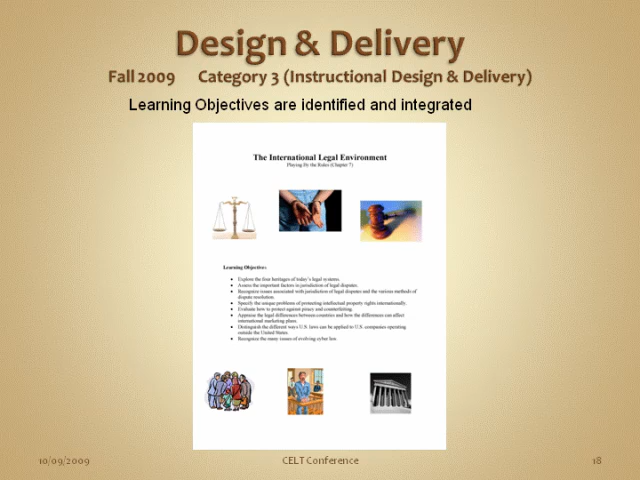 Design & Delivery
Fall 2009 Category 3 (Instructional Design & Delivery)
Learning Objectives are identified and integrated
The International Legal Environment
Playing By the Rules (Chapter 7)
Learning Objectives:
• Explore the four heritages of today's legal systems.
• Assess the important factors in jurisdiction of legal disputes.
• Recognize issues associated with jurisdiction of legal disputes and the various methods of
dispute resolution.
• Specify the unique problems of protecting intellectual property rights internationally.
• Evaluate how to protect against piracy and counterfeiting.
• Appraise the legal differences between countries and how the differences can affect
international marketing plans.
• Distinguish the different ways U.S. laws can be applied to U.S. companies operating
outside the United States.
• Recognize the many issues of evolving cyber law.
10/09/2009
CELT Conference
18